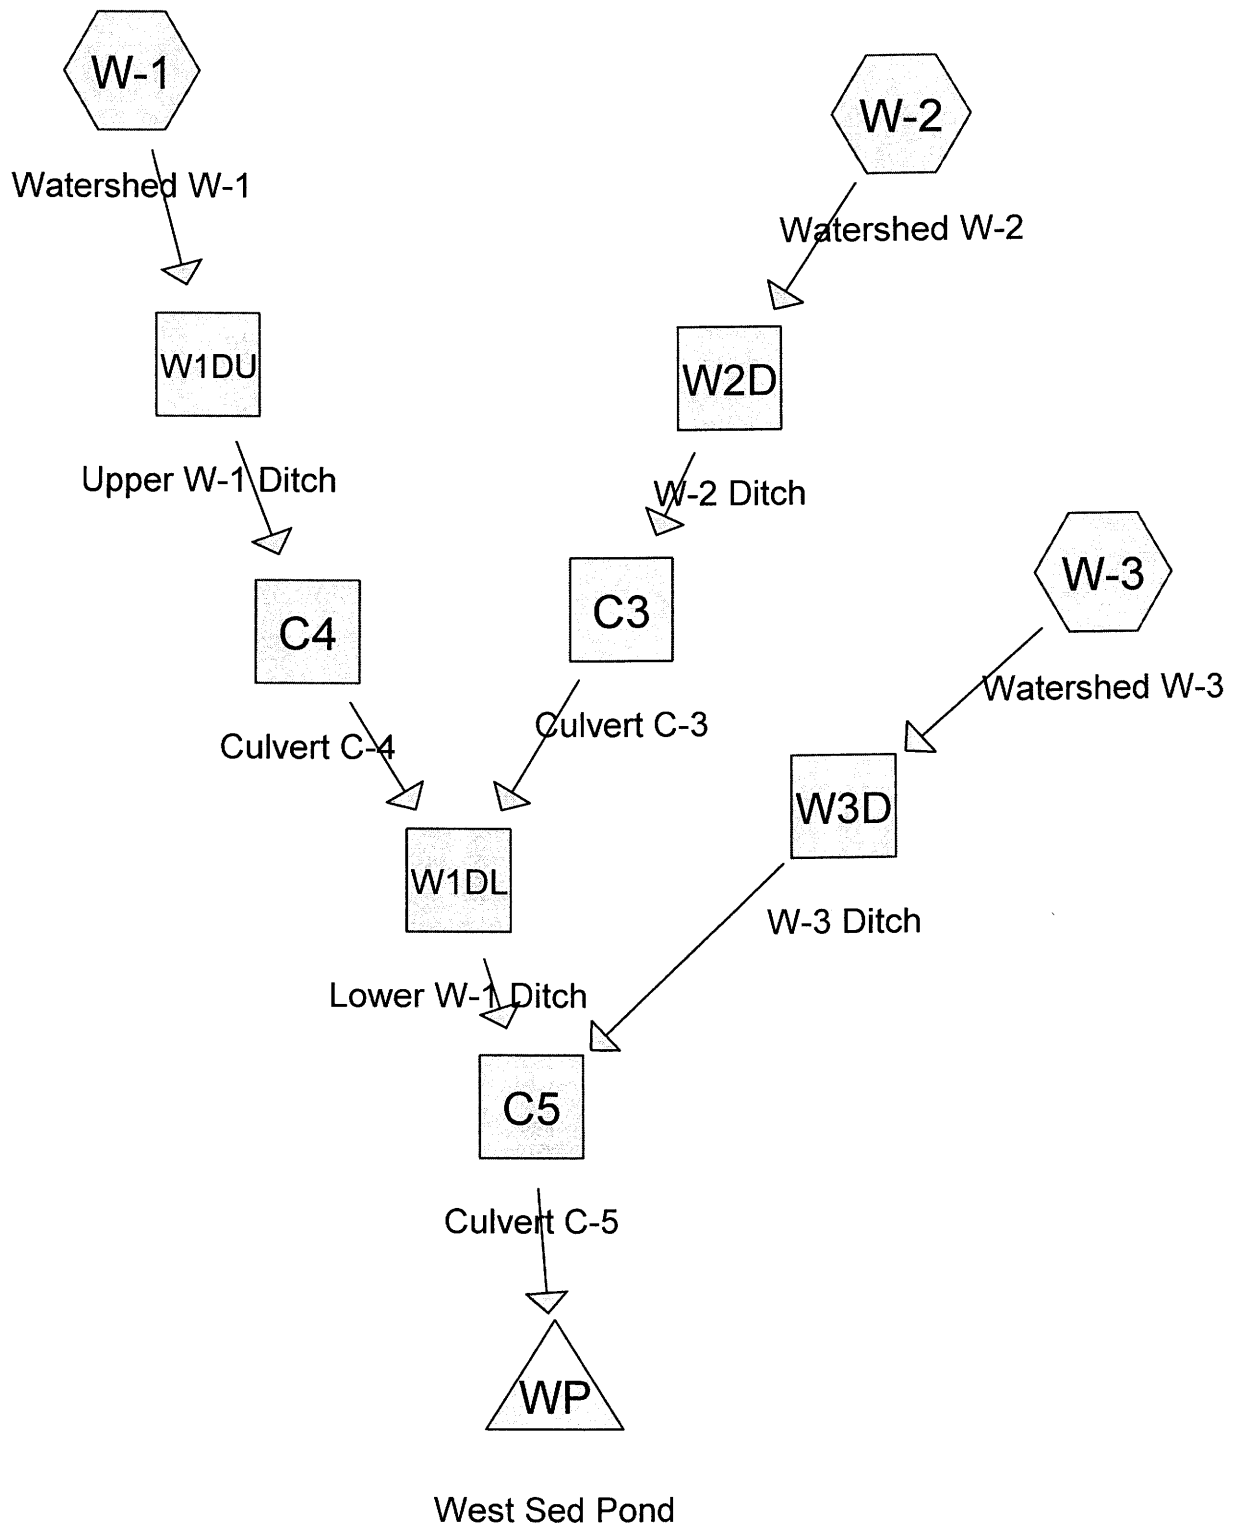 W-1
Watershed W-1
W-2
Watershed W-2
W1DU
Upper W-1 Ditch
W2D
W-2 Ditch
C4
Culvert C-4
C3
Culvert C-3
W-3
Watershed W-3
W3D
W-3 Ditch
W1DL
Lower W-1 Ditch
C5
Culvert C-5
WP
West Sed Pond